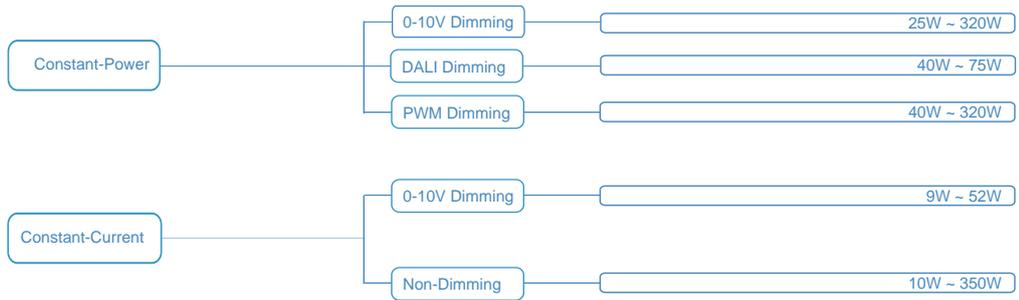 Constant-Power
0-10V Dimming
25W ~ 320W
DALI Dimming
40W ~ 75W
PWM Dimming
40W ~ 320W
Constant-Current
0-10V Dimming
9W ~ 52W
Non-Dimming
10W ~ 350W